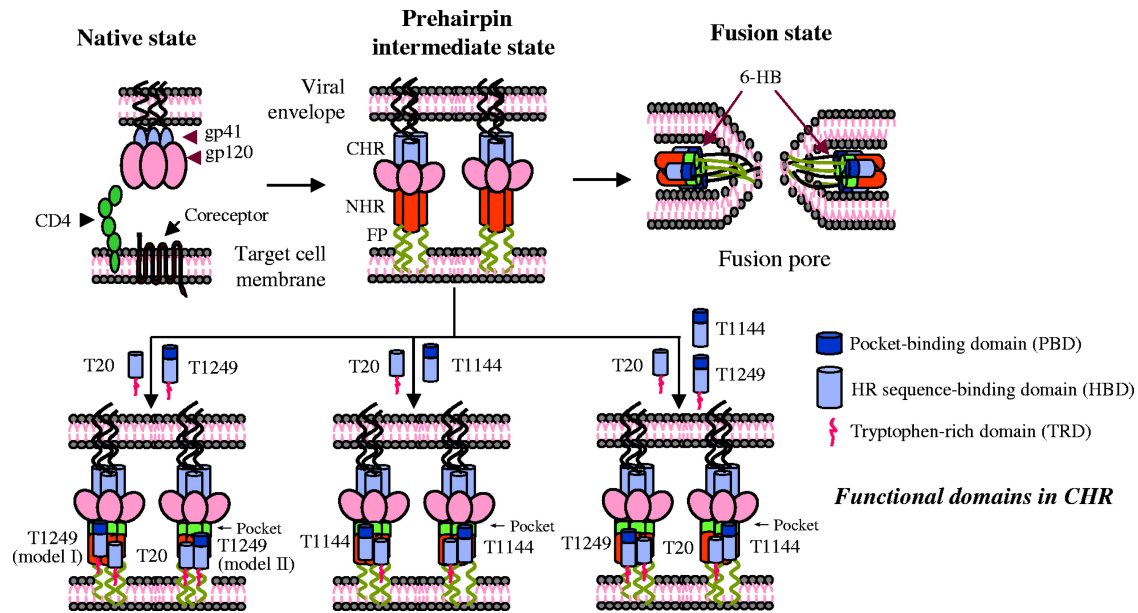 Native state
Prehairpin
intermediate state
Fusion state
Viral
envelope
6-HB
gp41
gp120
CHR
NHR
FP
CD4
Coreceptor
Target cell
membrane
Fusion pore
T20
T1249
T20
T1144
T1144
T20
T1249
Pocket-binding domain (PBD)
HR sequence-binding domain (HBD)
Tryptophen-rich domain (TRD)
Functional domains in CHR
T1249
(model I)
T20
Pocket
T1249
(model II)
T1144
Pocket
T1144
T1249
T20
Pocket
T1144